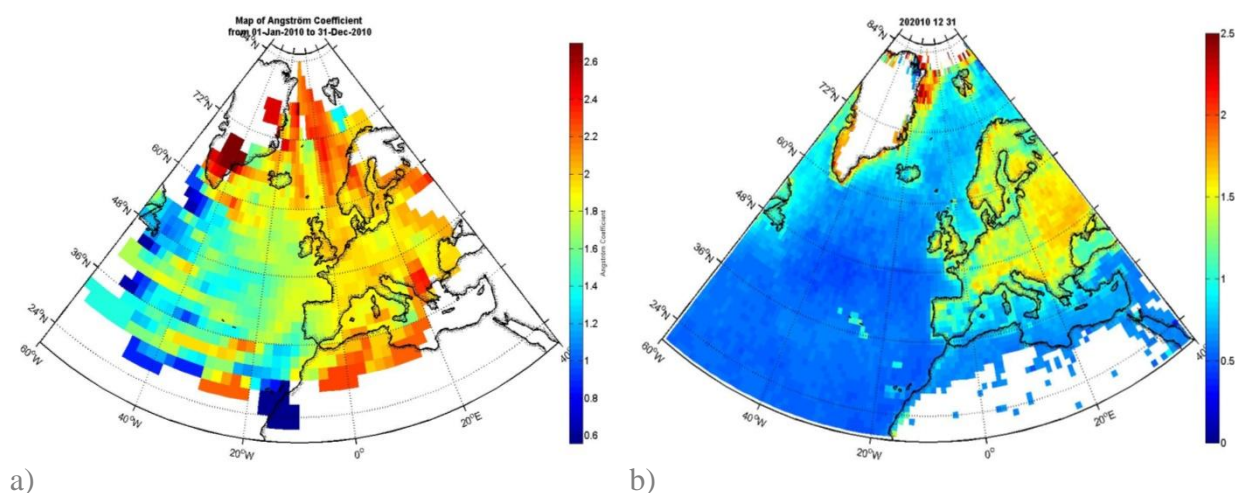 Map of Angström Coefficient
from 01-Jan-2010 to 31-Dec-2010
84°N
72°N
60°N
48°N
36°N
24°N
60°W
40°W
20°W
0°
20°E
40°
2.6
2.4
2.2
2
1.8
1.6
1.4
1.2
1
0.8
0.6
Angström Coefficient
a)
202010 12 31
84°N
72°N
60°N
48°N
36°N
24°N
60°W
40°W
20°W
0°
20°E
40°
2.5
2
1.5
1
0.5
0
b)